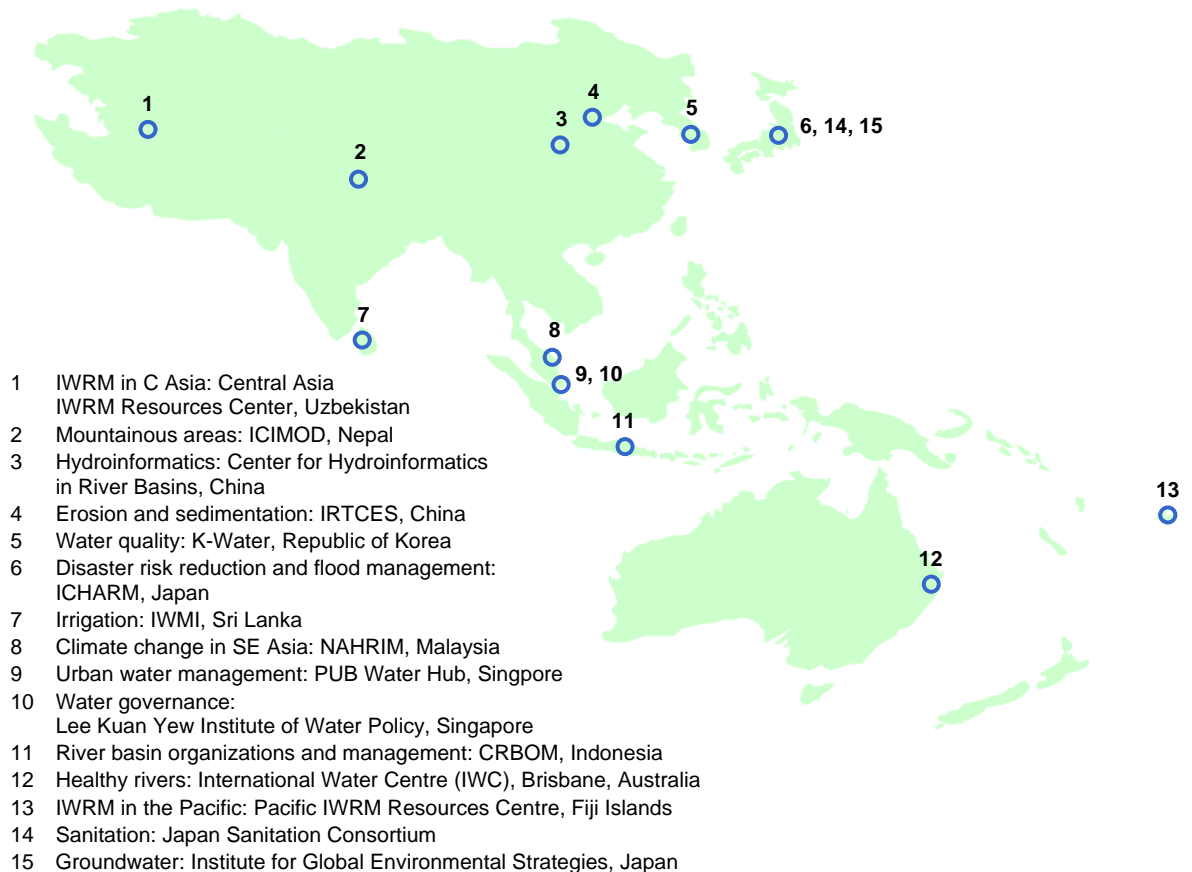 1
2
3
4
5
6, 14, 15
7
8
9, 10
11
12
13
1 IWRM in C Asia: Central Asia
IWRM Resources Center, Uzbekistan
2 Mountainous areas: ICIMOD, Nepal
3 Hydroinformatics: Center for Hydroinformatics
in River Basins, China
4 Erosion and sedimentation: IRTCES, China
5 Water quality: K-Water, Republic of Korea
6 Disaster risk reduction and flood management:
ICHARM, Japan
7 Irrigation: IWMI, Sri Lanka
8 Climate change in SE Asia: NAHRIM, Malaysia
9 Urban water management: PUB Water Hub, Singpore
10 Water governance:
Lee Kuan Yew Institute of Water Policy, Singapore
11 River basin organizations and management: CRBOM, Indonesia
12 Healthy rivers: International Water Centre (IWC), Brisbane, Australia
13 IWRM in the Pacific: Pacific IWRM Resources Centre, Fiji Islands
14 Sanitation: Japan Sanitation Consortium
15 Groundwater: Institute for Global Environmental Strategies, Japan